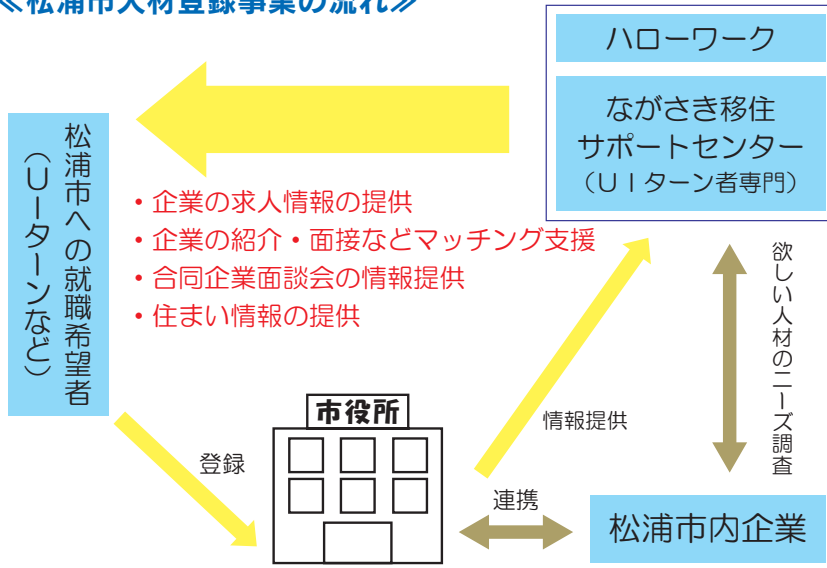 ≪松浦市人材登録事業の流れ≫
ハローワーク
ながさき移住
サポートセンター
（ＵＩターン者専門）
松浦市への就職希望者
（Ｕターンなど）
・企業の求人情報の提供
・企業の紹介・面接などマッチング支援
・合同企業面談会の情報提供
・住まい情報の提供
欲しい人材のニーズ調査
市役所
情報提供
登録
連携
松浦市内企業